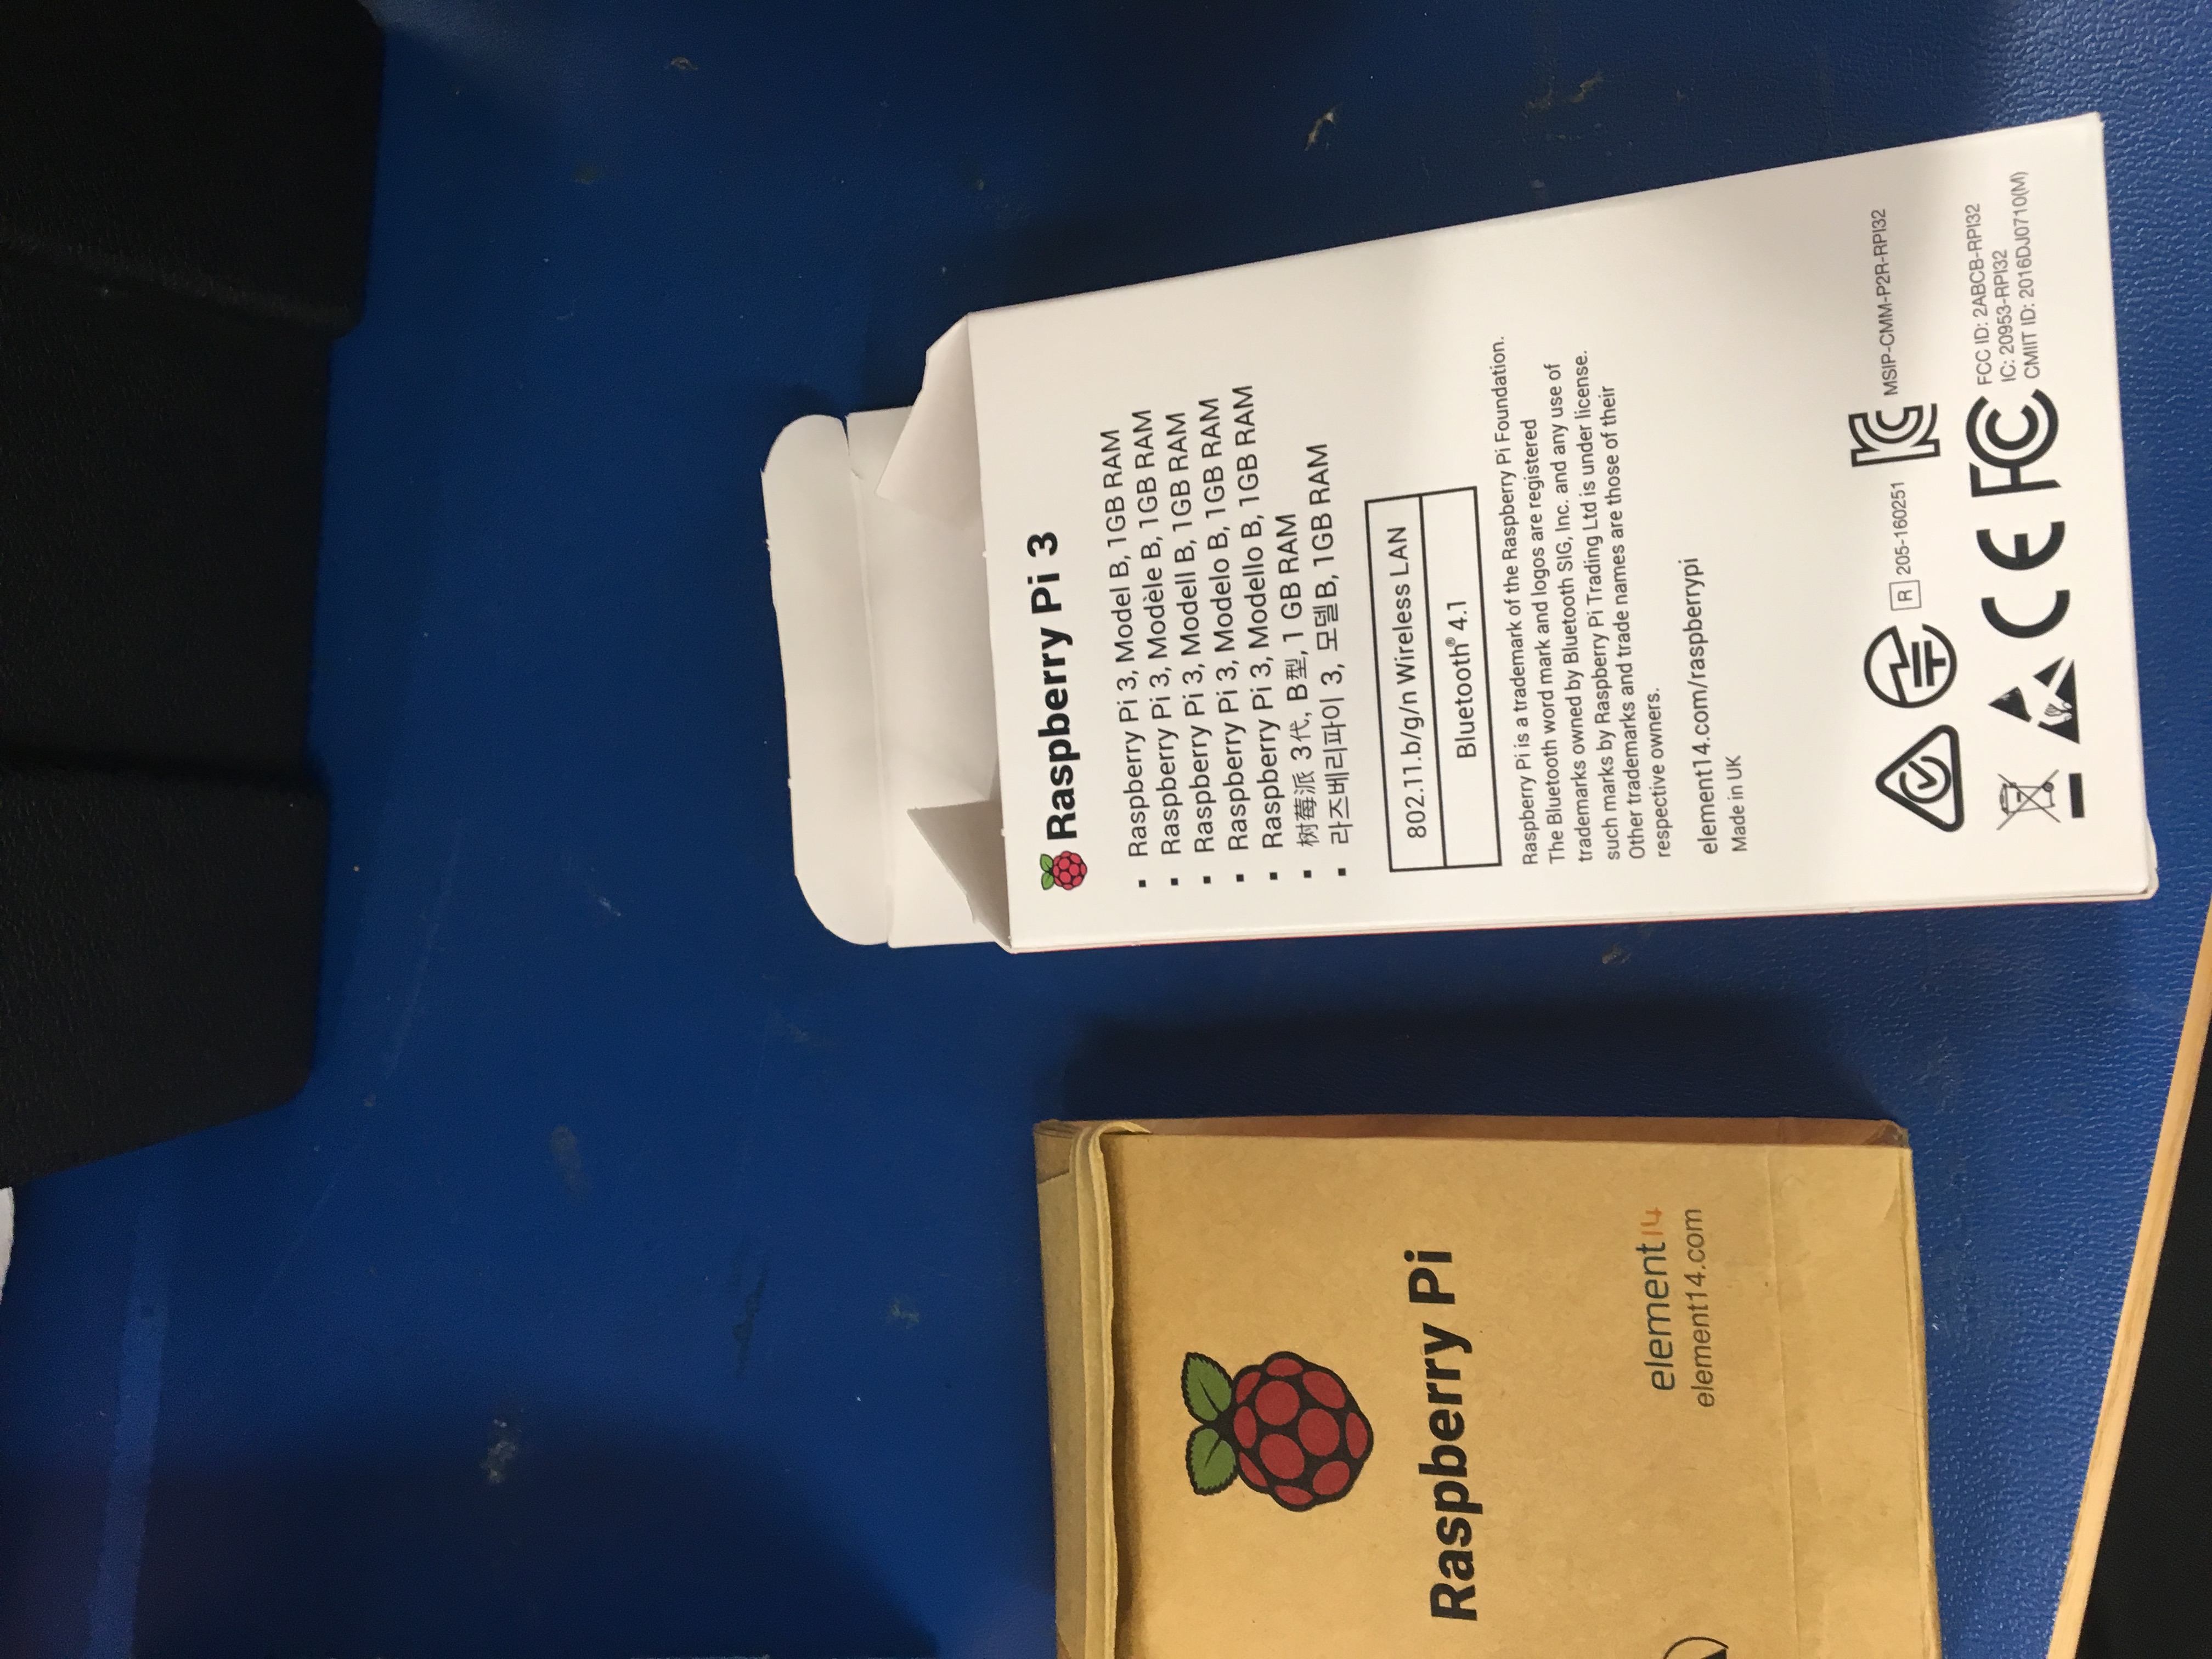 Raspberry Pi
element14
element14.com
Raspberry Pi 3
▪ Raspberry Pi 3, Model B, 1GB RAM
▪ Raspberry Pi 3, Modèle B, 1GB RAM
▪ Raspberry Pi 3, Modell B, 1GB RAM
▪ Raspberry Pi 3, Modelo B, 1GB RAM
▪ Raspberry Pi 3, Modello B, 1GB RAM
▪ 树莓派 3代, B型, 1 GB RAM
▪ 라즈베리파이 3, 모델B, 1GB RAM
802.11.b/g/n Wireless LAN
Bluetooth® 4.1
Raspberry Pi is a trademark of the Raspberry Pi Foundation.
The Bluetooth word mark and logos are registered
trademarks owned by Bluetooth SIG, Inc. and any use of
such marks by Raspberry Pi Trading Ltd is under license.
Other trademarks and trade names are those of their
respective owners.
element14.com/raspberrypi
Made in UK
R 205-160251
KC MSIP-CMM-P2R-RPI32
CE FC FCC ID: 2ABCB-RPI32
IC: 20953-RPI32
CMIIT ID: 2016DJ0710(M)